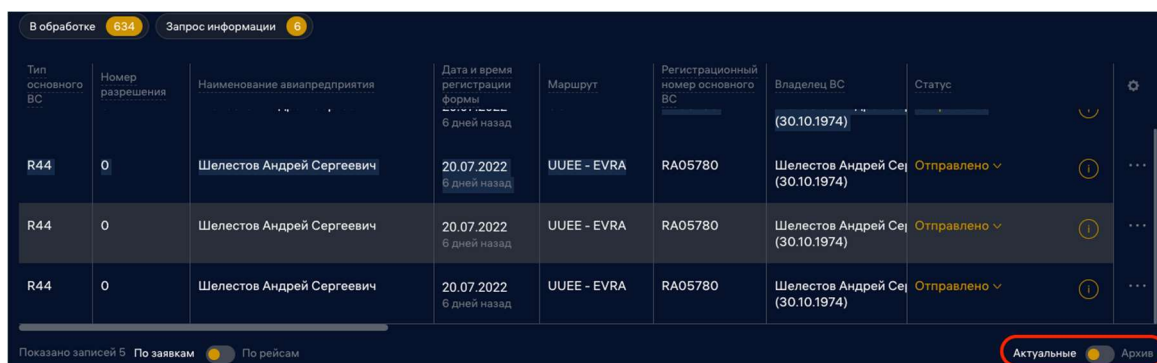 В обработке 634 Запрос информации 6
Тип основного ВС Номер разрешения Наименование авиапредприятия Дата и время регистрации формы Маршрут Регистрационный номер основного ВС Владелец ВС Статус
6 дней назад (30.10.1974)
R44 0 Шелестов Андрей Сергеевич 20.07.2022 UUEE - EVRA RA05780 Шелестов Андрей Сер Отправлено
6 дней назад (30.10.1974)
R44 0 Шелестов Андрей Сергеевич 20.07.2022 UUEE - EVRA RA05780 Шелестов Андрей Сер Отправлено
6 дней назад (30.10.1974)
R44 0 Шелестов Андрей Сергеевич 20.07.2022 UUEE - EVRA RA05780 Шелестов Андрей Сер Отправлено
6 дней назад (30.10.1974)
Показано записей 5 По заявкам По рейсам Актуальные Архив